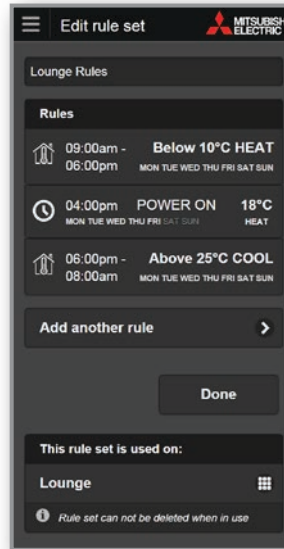 Edit rule set
MITSUBISH
ELECTRIC
Lounge Rules
Rules
09:00am - Below 10°C HEAT
06:00pm MON TUE WED THU FRI SAT SUN
04:00pm POWER ON 18°C
MON TUE WED THU FRI SAT SUN HEAT
06:00pm - Above 25°C COOL
08:00am MON TUE WED THU FRI SAT SUN
Add another rule
Done
This rule set is used on:
Lounge
Rule set can not be deleted when in use